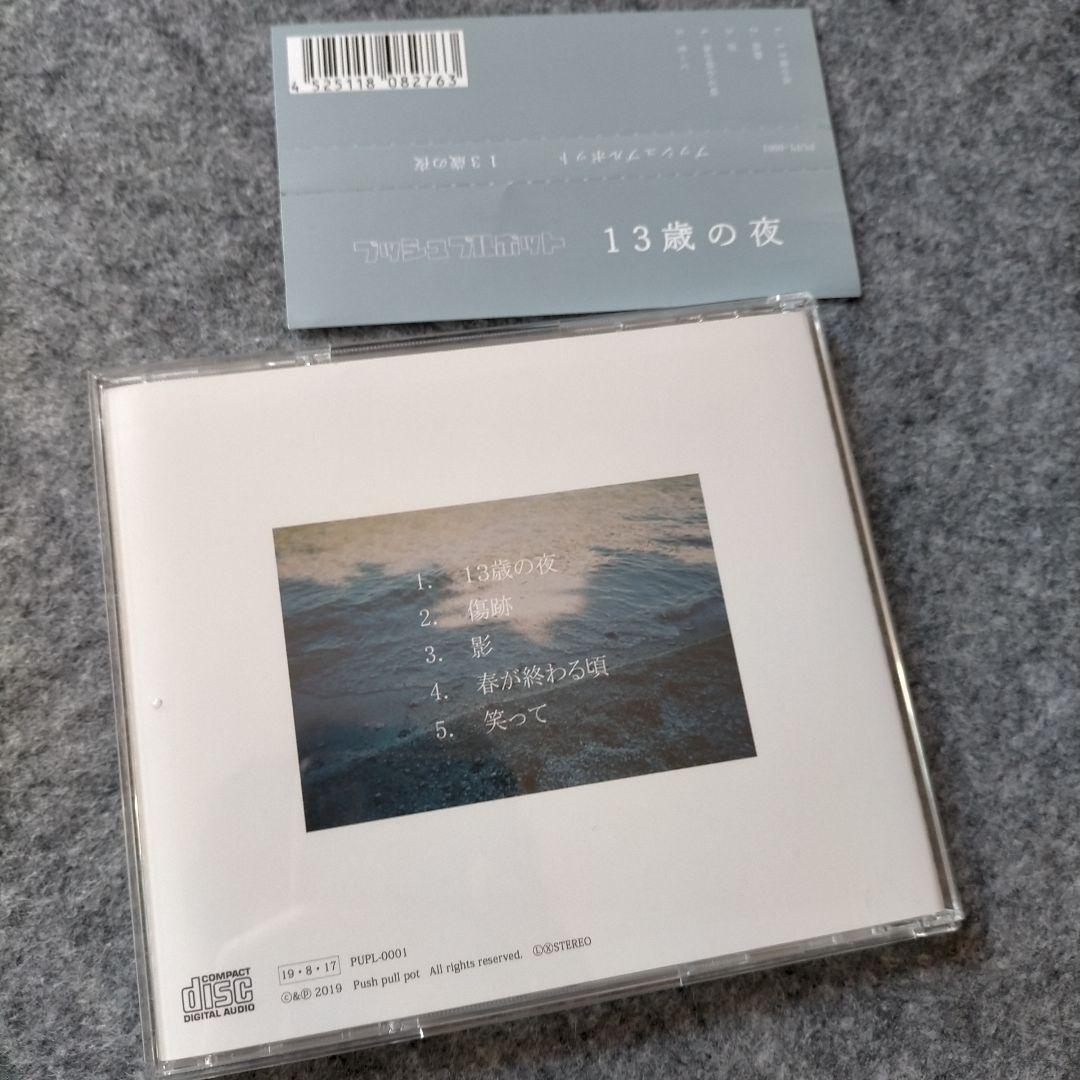 4 525118 082763
PUPL-0001
プッシュプルポット
13歳の夜
プッシュプルポット
13歳の夜
1. 13歳の夜
2. 傷跡
3. 影
4. 春が終わる頃
5. 笑って
COMPACT
disc
DIGITAL AUDIO
19・8・17 PUPL-0001
©&Ⓟ 2019 Push pull pot All rights reserved. ⓁⓍSTEREO